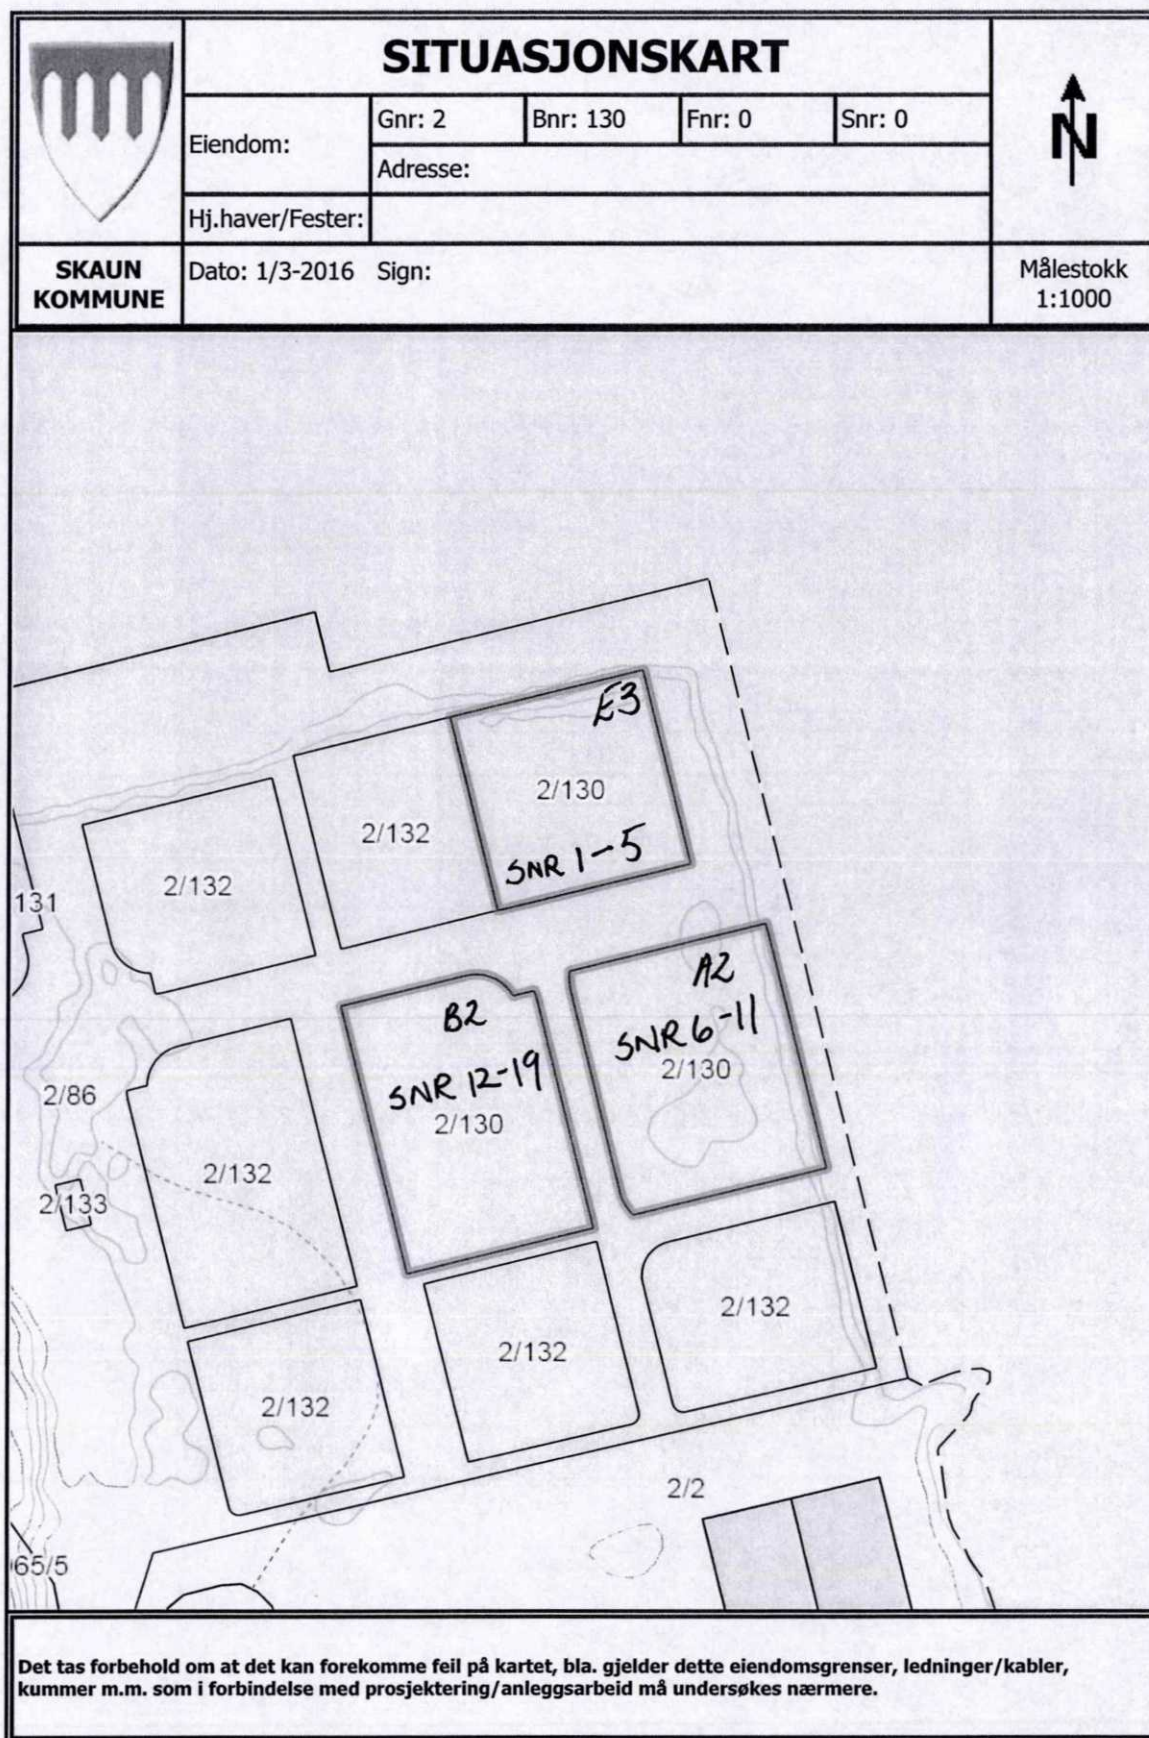 SITUASJONSKART
Eiendom:
Gnr: 2
Bnr: 130
Fnr: 0
Snr: 0
Adresse:
Hj.haver/Fester:
N
SKAUN
KOMMUNE
Dato: 1/3-2016 Sign:
Målestokk
1:1000
E3
2/130
SNR 1-5
2/132
2/132
131
A2
SNR 6-11
2/130
B2
SNR 12-19
2/130
2/86
2/132
2/133
2/132
2/132
2/132
2/2
65/5
Det tas forbehold om at det kan forekomme feil på kartet, bla. gjelder dette eiendomsgrenser, ledninger/kabler,
kummer m.m. som i forbindelse med prosjektering/anleggsarbeid må undersøkes nærmere.